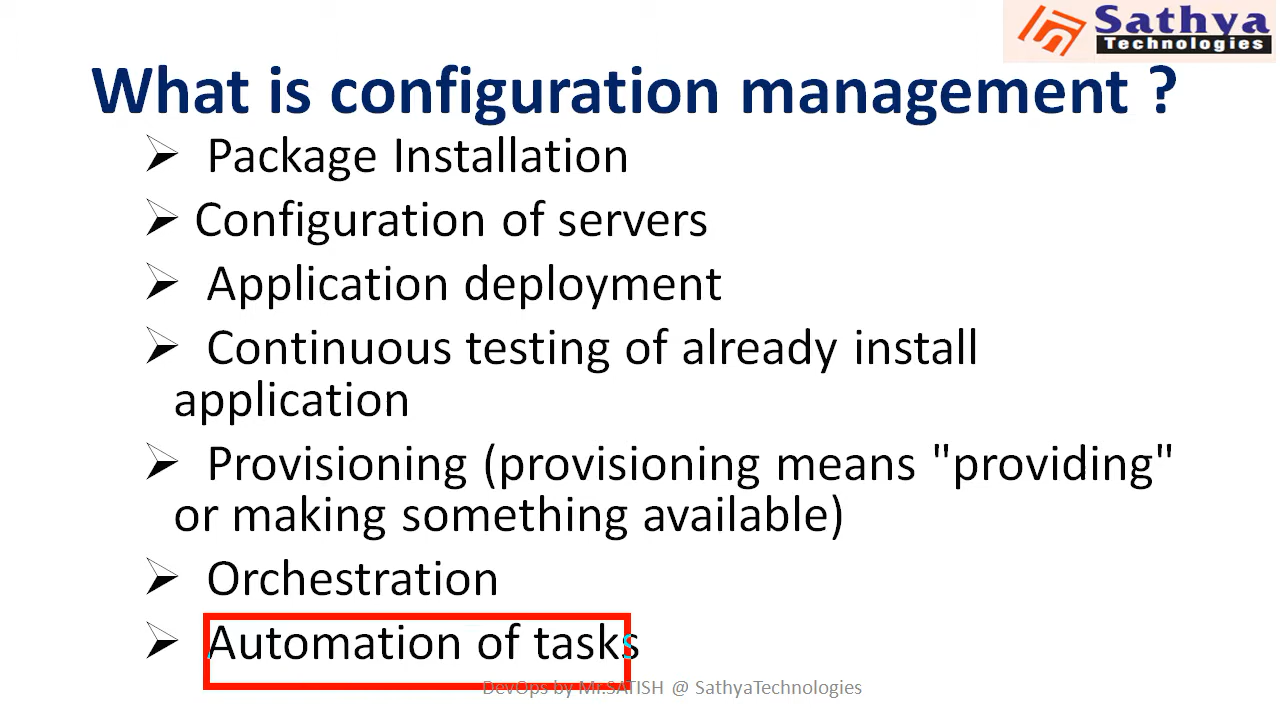 Sathya
Technologies
What is configuration management ?
➢ Package Installation
➢ Configuration of servers
➢ Application deployment
➢ Continuous testing of already install
application
➢ Provisioning (provisioning means "providing"
or making something available)
➢ Orchestration
➢ Automation of tasks
DevOps by Mr.SATISH @ SathyaTechnologies